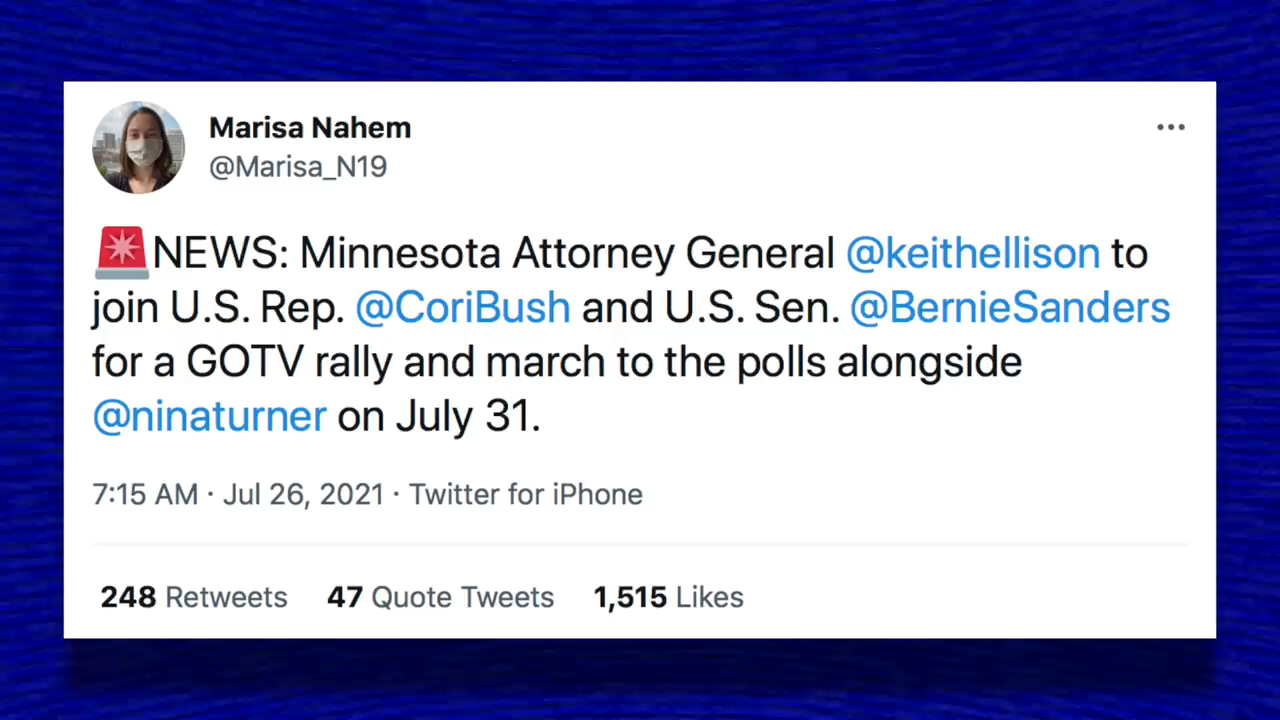 Marisa Nahem
@Marisa_N19
🚨NEWS: Minnesota Attorney General @keithellison to
join U.S. Rep. @CoriBush and U.S. Sen. @BernieSanders
for a GOTV rally and march to the polls alongside
@ninaturner on July 31.
7:15 AM · Jul 26, 2021 · Twitter for iPhone
248 Retweets 47 Quote Tweets 1,515 Likes